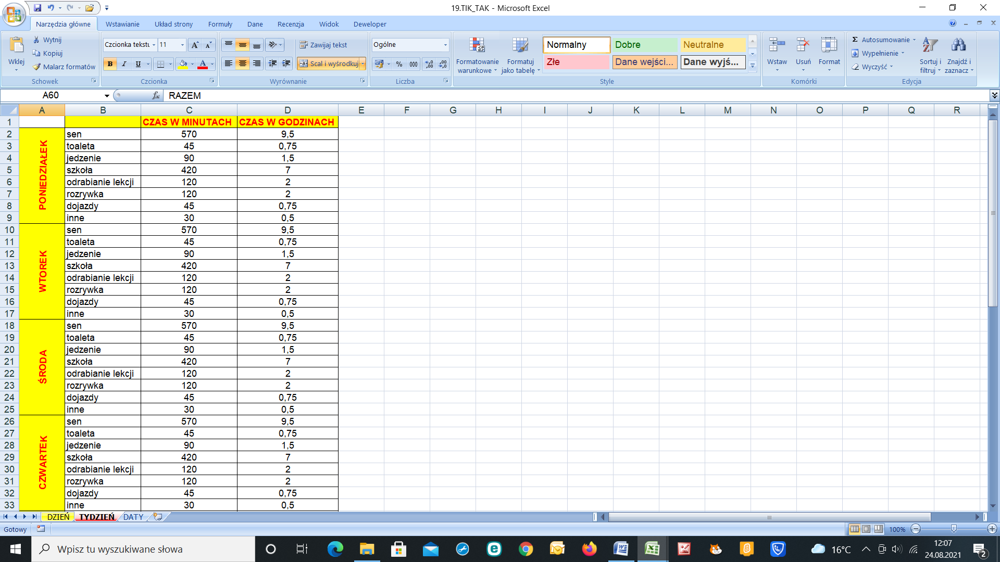 19.TIK_TAK - Microsoft Excel
Narzędzia główne Wstawianie Układ strony Formuły Dane Recenzja Widok Deweloper
Wklej
Wytnij
Kopiuj
Malarz formatów
Schowek
Czcionka tekstu 11
B I U
Czcionka
Zawijaj tekst
Scal i wyśrodkuj
Wyrównanie
Ogólne
% 000
Liczba
Formatowanie warunkowe
Formatuj jako tabelę
Normalny Dobre Neutralne
Złe Dane wejści... Dane wyjś...
Style
Wstaw Usuń Format
Komórki
Σ Autosumowanie
Wypełnienie
Wyczyść
Sortuj i filtruj
Znajdź i zaznacz
Edycja
A60 fx RAZEM
A B C D E F G H I J K L M N O P Q R
1 CZAS W MINUTACH CZAS W GODZINACH
PONIEDZIAŁEK
2 sen 570 9,5
3 toaleta 45 0,75
4 jedzenie 90 1,5
5 szkoła 420 7
6 odrabianie lekcji 120 2
7 rozrywka 120 2
8 dojazdy 45 0,75
9 inne 30 0,5
WTOREK
10 sen 570 9,5
11 toaleta 45 0,75
12 jedzenie 90 1,5
13 szkoła 420 7
14 odrabianie lekcji 120 2
15 rozrywka 120 2
16 dojazdy 45 0,75
17 inne 30 0,5
ŚRODA
18 sen 570 9,5
19 toaleta 45 0,75
20 jedzenie 90 1,5
21 szkoła 420 7
22 odrabianie lekcji 120 2
23 rozrywka 120 2
24 dojazdy 45 0,75
25 inne 30 0,5
CZWARTEK
26 sen 570 9,5
27 toaleta 45 0,75
28 jedzenie 90 1,5
29 szkoła 420 7
30 odrabianie lekcji 120 2
31 rozrywka 120 2
32 dojazdy 45 0,75
33 inne 30 0,5
DZIEŃ TYDZIEŃ DATY
Gotowy 100%
Wpisz tu wyszukiwane słowa
16°C
12:07
24.08.2021
2